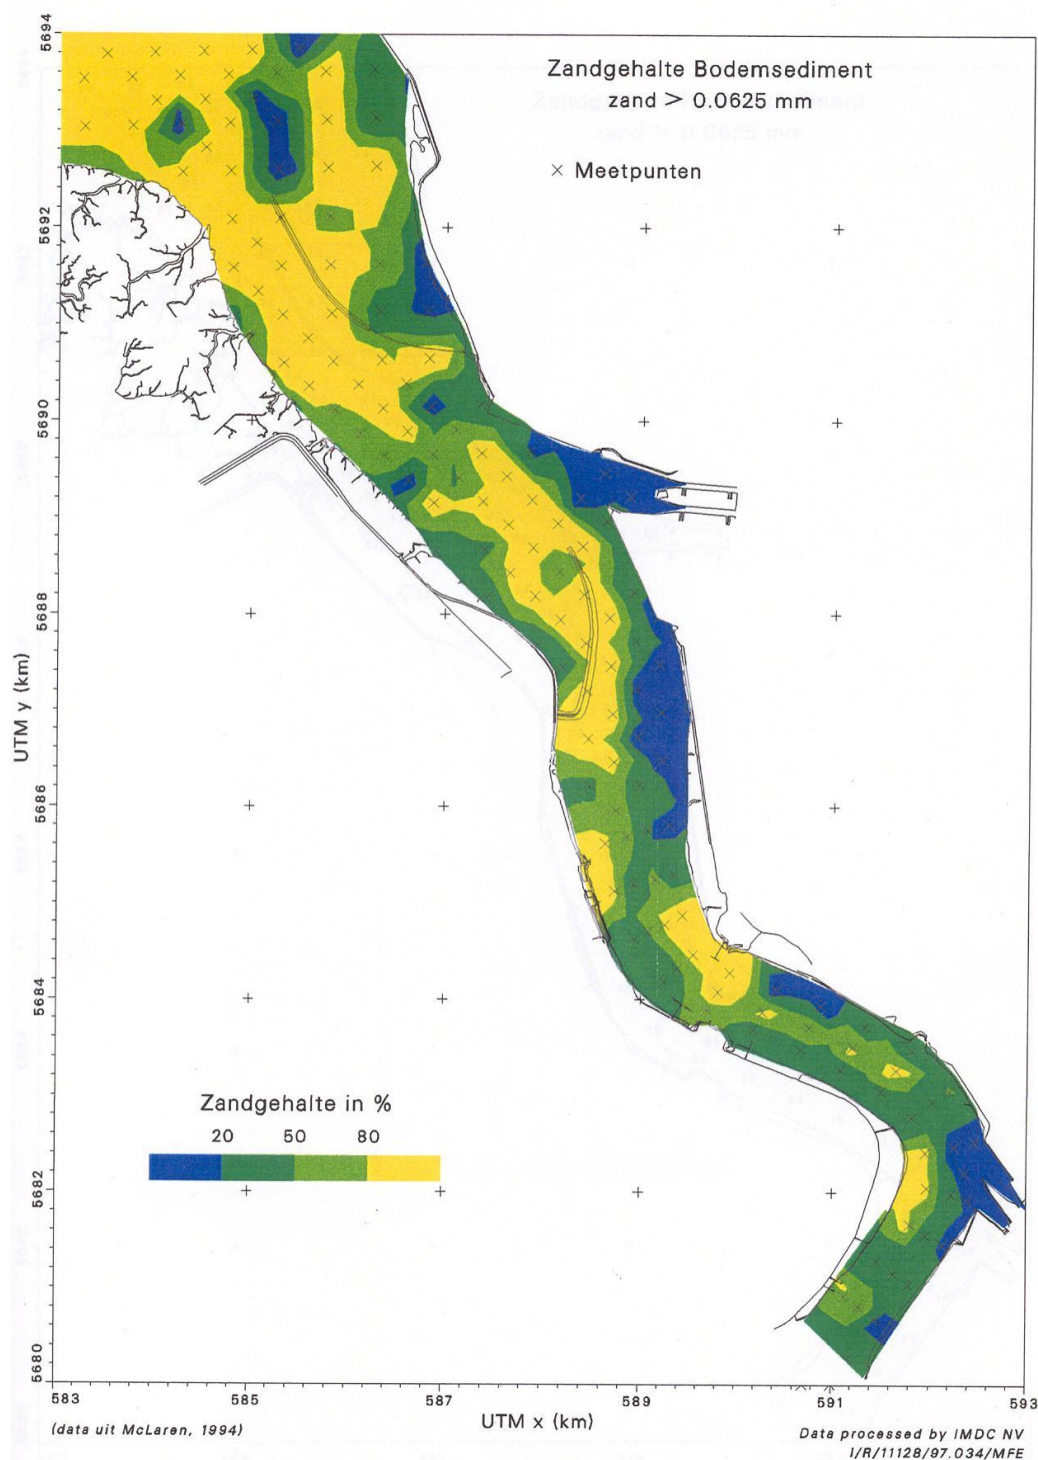 Zandgehalte Bodemsediment
zand > 0.0625 mm
× Meetpunten
5694
5692
5690
5688
5686
5684
5682
5680
UTM y (km)
Zandgehalte in %
20 50 80
583 585 587 589 591 593
UTM x (km)
(data uit McLaren, 1994)
Data processed by IMDC NV
I/R/11128/97.034/MFE